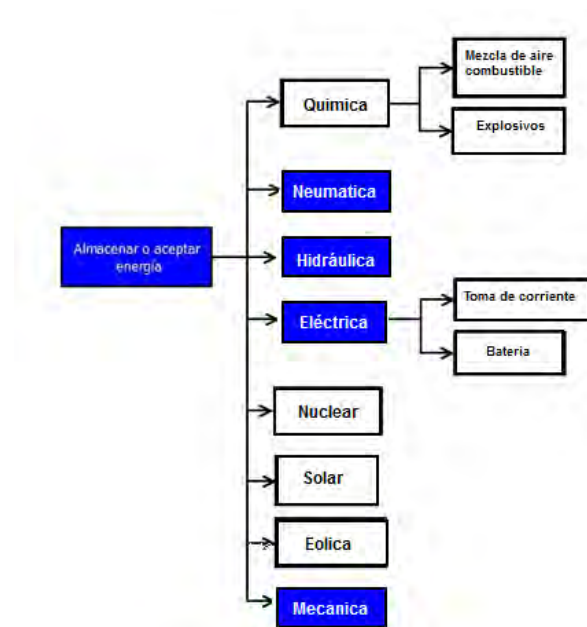 Mezcla de aire
combustible
Quimica
Explosivos
Neumatica
Almacenar o aceptar
energía
Hidráulica
Toma de corriente
Eléctrica
Bateria
Nuclear
Solar
Eolica
Mecánica